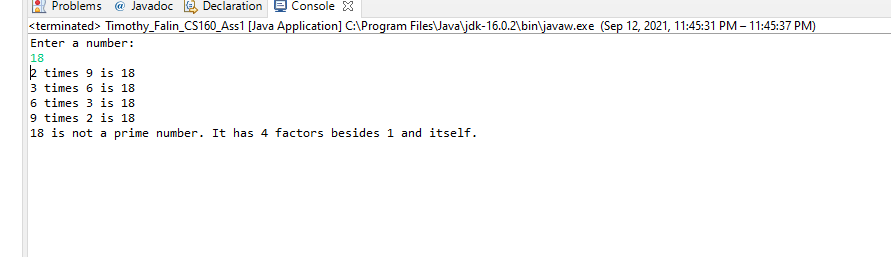 Problems @ Javadoc Declaration Console
<terminated> Timothy_Falin_CS160_Ass1 [Java Application] C:\Program Files\Java\jdk-16.0.2\bin\javaw.exe (Sep 12, 2021, 11:45:31 PM – 11:45:37 PM)
Enter a number:
18
2 times 9 is 18
3 times 6 is 18
6 times 3 is 18
9 times 2 is 18
18 is not a prime number. It has 4 factors besides 1 and itself.